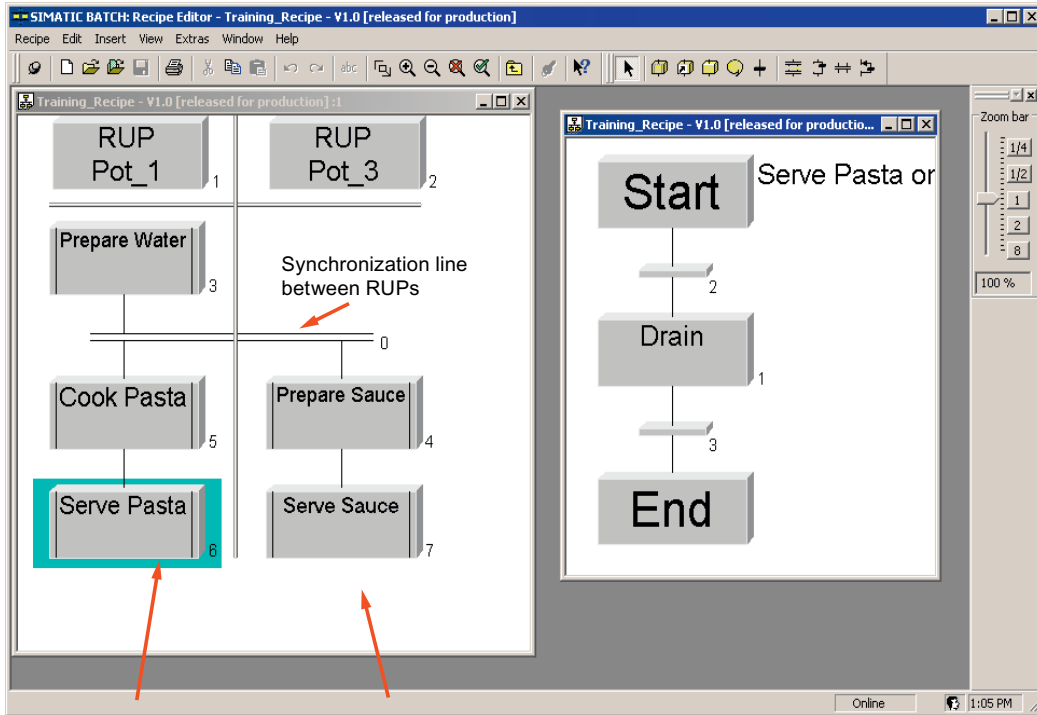 SIMATIC BATCH: Recipe Editor - Training_Recipe - V1.0 [released for production]
Recipe Edit Insert View Extras Window Help
abc
Training_Recipe - V1.0 [released for production] :1
RUP
Pot_1
1
RUP
Pot_3
2
Prepare Water
3
Synchronization line
between RUPs
0
Cook Pasta
5
Prepare Sauce
4
Serve Pasta
6
Serve Sauce
7
Training_Recipe - V1.0 [released for productio...
Start
Serve Pasta or
2
Drain
1
3
End
Zoom bar
1/4
1/2
1
2
8
100 %
Online
1:05 PM